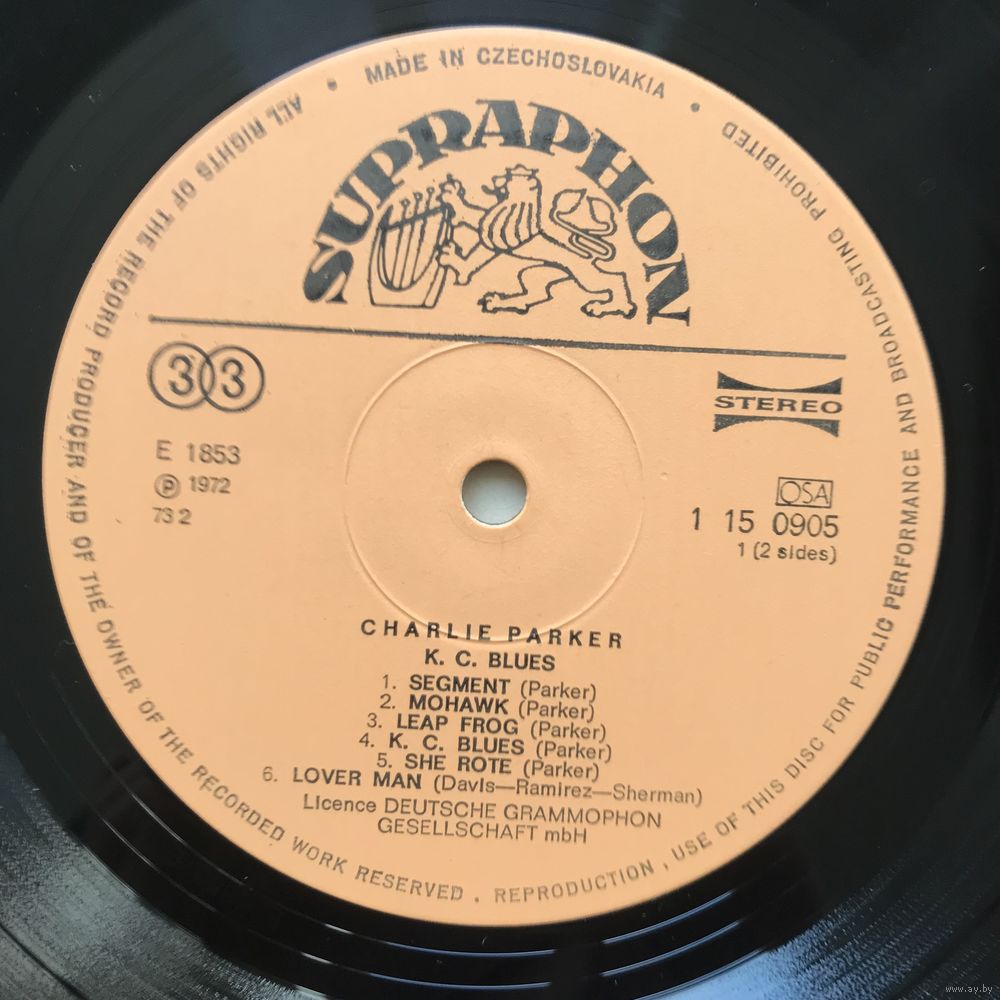 MADE IN CZECHOSLOVAKIA
ALL RIGHTS OF THE RECORD PRODUCER AND OF THE OWNER OF THE RECORDED WORK RESERVED . REPRODUCTION , USE OF THIS DISC FOR PUBLIC PERFORMANCE AND BROADCASTING PROHIBITED
SUPRAPHON
33
STEREO
E 1853
Ⓟ 1972
73 2
OSA
1 15 0905
1 (2 sides)
CHARLIE PARKER
K. C. BLUES
1. SEGMENT (Parker)
2. MOHAWK (Parker)
3. LEAP FROG (Parker)
4. K. C. BLUES (Parker)
5. SHE ROTE (Parker)
6. LOVER MAN (Davis—Ramirez—Sherman)
Licence DEUTSCHE GRAMMOPHON
GESELLSCHAFT mbH
www.ay.by